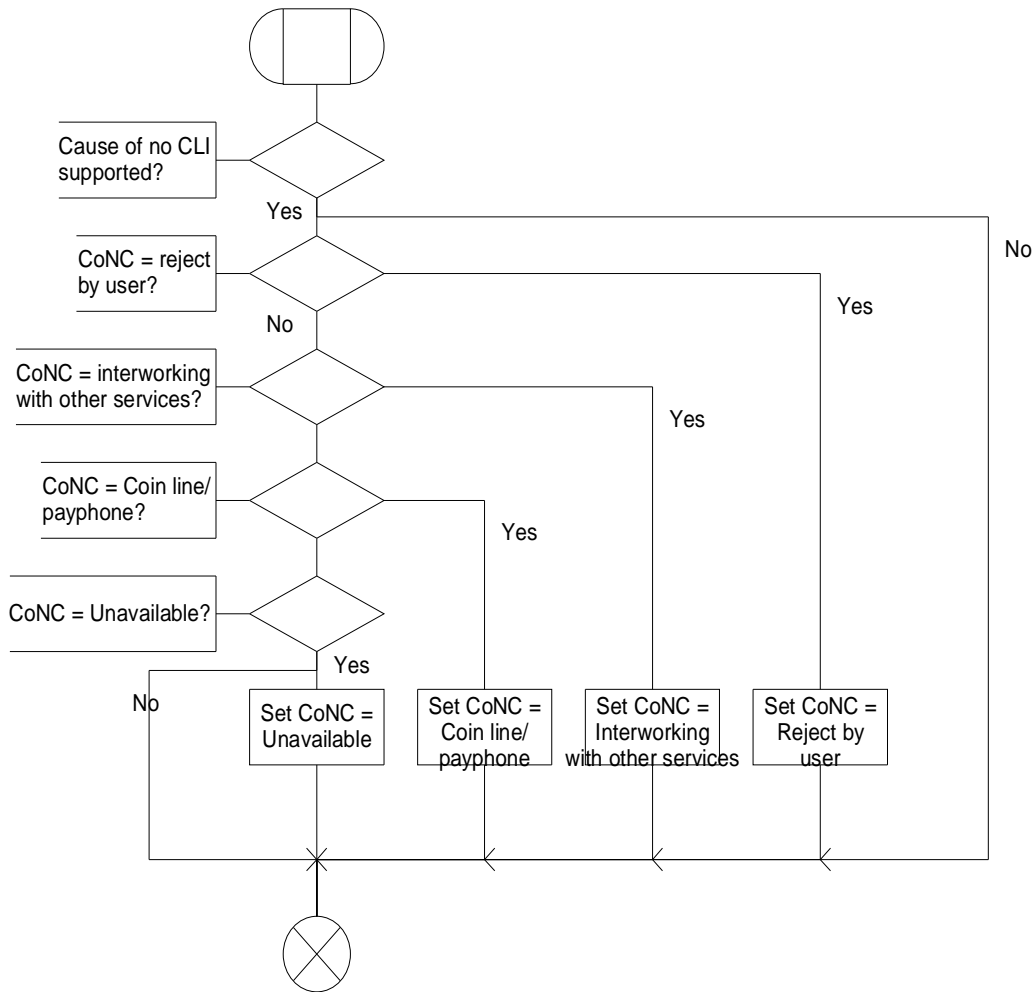 Cause of no CLI
supported?
Yes
No
CoNC = reject
by user?
Yes
No
CoNC = interworking
with other services?
Yes
CoNC = Coin line/
payphone?
Yes
CoNC = Unavailable?
Yes
No
Set CoNC =
Unavailable
Set CoNC =
Coin line/
payphone
Set CoNC =
Interworking
with other services
Set CoNC =
Reject by
user